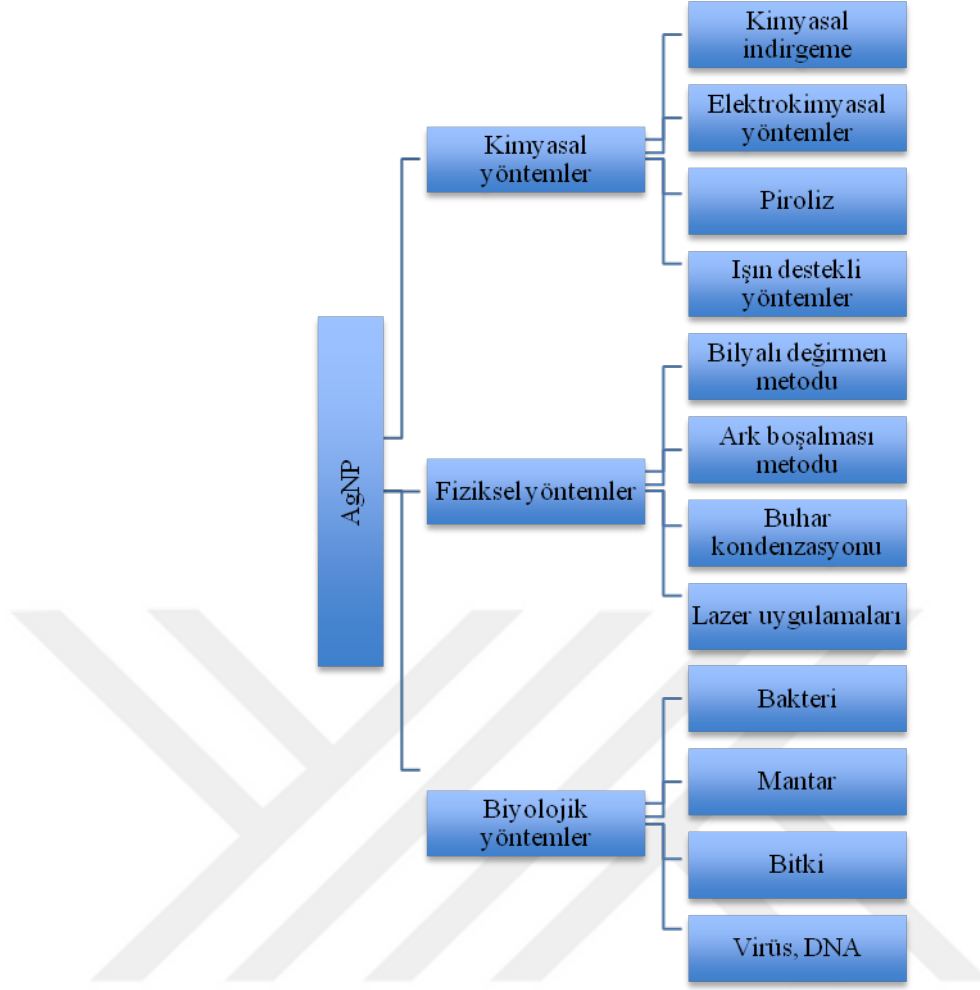 AgNP
Kimyasal
yöntemler
Kimyasal
indirgeme
Elektrokimyasal
yöntemler
Piroliz
Işın destekli
yöntemler
Fiziksel yöntemler
Bilyalı değirmen
metodu
Ark boşalması
metodu
Buhar
kondenzasyonu
Lazer uygulamaları
Biyolojik
yöntemler
Bakteri
Mantar
Bitki
Virüs, DNA